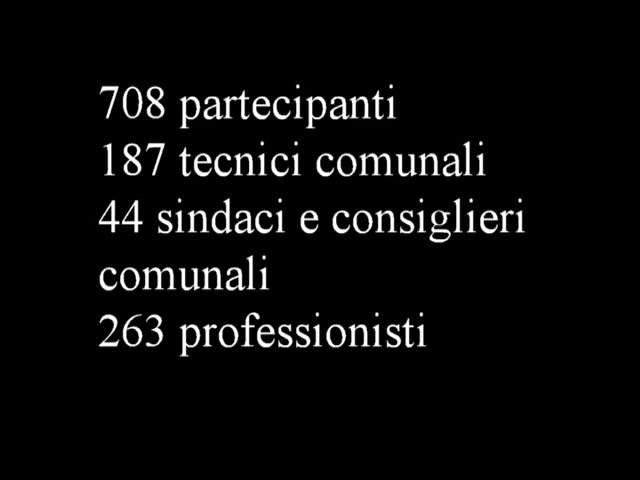 708 partecipanti
187 tecnici comunali
44 sindaci e consiglieri
comunali
263 professionisti